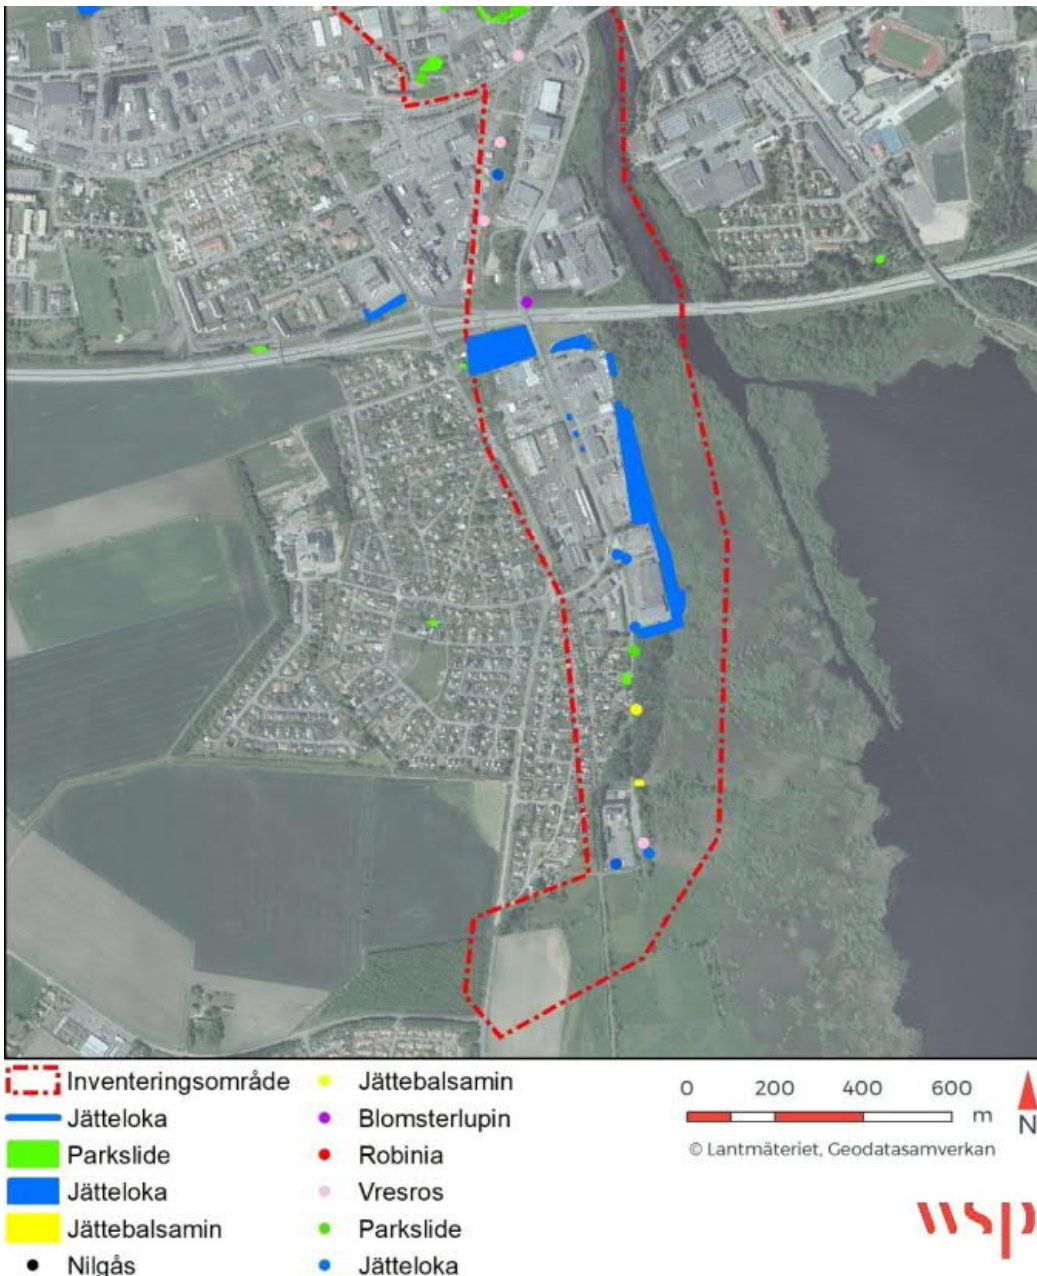 Inventeringsområde
Jätteloka
Parkslide
Jätteloka
Jättebalsamin
Nilgås
Jättebalsamin
Blomsterlupin
Robinia
Vresros
Parkslide
Jätteloka
0 200 400 600
m
N
© Lantmäteriet, Geodatasamverkan
wsp